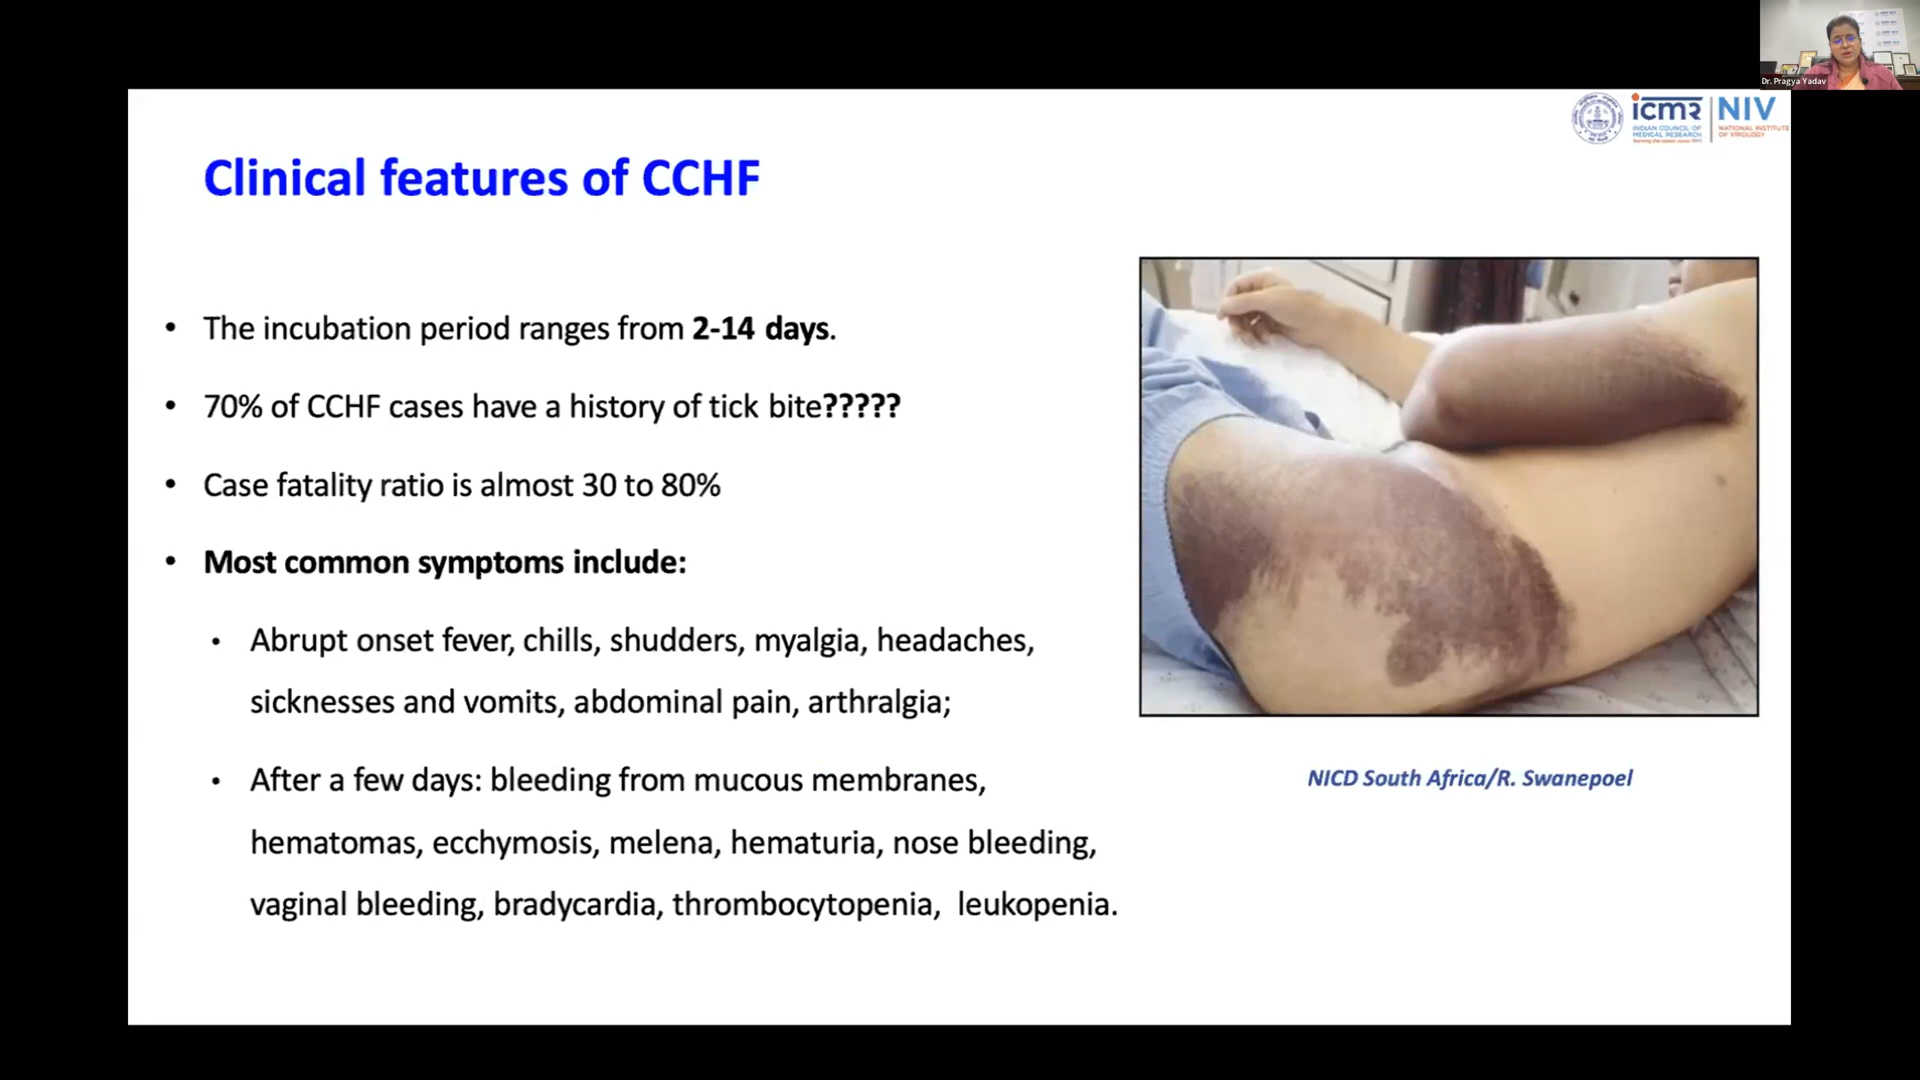 Dr. Pragya Yadav
icmr
INDIAN COUNCIL OF
MEDICAL RESEARCH
NIV
NATIONAL INSTITUTE
OF VIROLOGY
Clinical features of CCHF
• The incubation period ranges from 2-14 days.
• 70% of CCHF cases have a history of tick bite?????
• Case fatality ratio is almost 30 to 80%
• Most common symptoms include:
• Abrupt onset fever, chills, shudders, myalgia, headaches,
sicknesses and vomits, abdominal pain, arthralgia;
• After a few days: bleeding from mucous membranes,
hematomas, ecchymosis, melena, hematuria, nose bleeding,
vaginal bleeding, bradycardia, thrombocytopenia, leukopenia.
NICD South Africa/R. Swanepoel